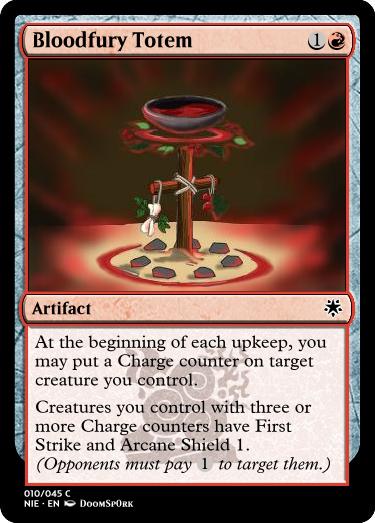 Bloodfury Totem 1
Artifact
At the beginning of each upkeep, you
may put a Charge counter on target
creature you control.
Creatures you control with three or
more Charge counters have First
Strike and Arcane Shield 1.
(Opponents must pay 1 to target them.)
010/045 C
NIE · EN DoomSp0rk